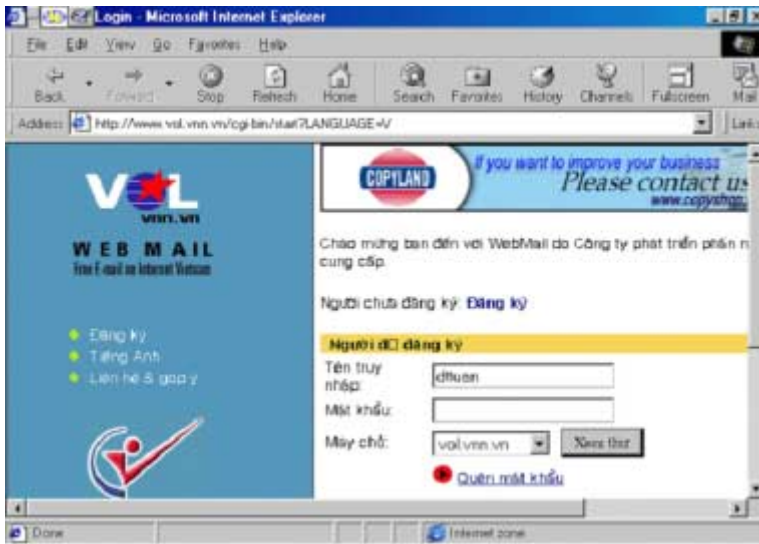 Login - Microsoft Internet Explorer
File Edit View Go Favorites Help
Back Forward Stop Refresh Home Search Favorites History Channels Fullscreen Mail
Address http://www.vol.vnn.vn/cgi-bin/start?LANGUAGE=V Links
VOL
vnn.vn
WEB MAIL
Free E-mail on Internet Vietnam
Đăng ký
Tiếng Anh
Liên hệ & góp ý
COPYLAND
If you want to improve your business
Please contact us
www.copyshop.
Chào mừng bạn đến với WebMail do Công ty phát triển phần m
cung cấp.
Người chưa đăng ký: Đăng ký
Người đ□ đăng ký
Tên truy
nhập:
dttuan
Mật khẩu:
Máy chủ:
vol.vnn.vn
Xem thư
Quên mật khẩu
Done
Internet zone